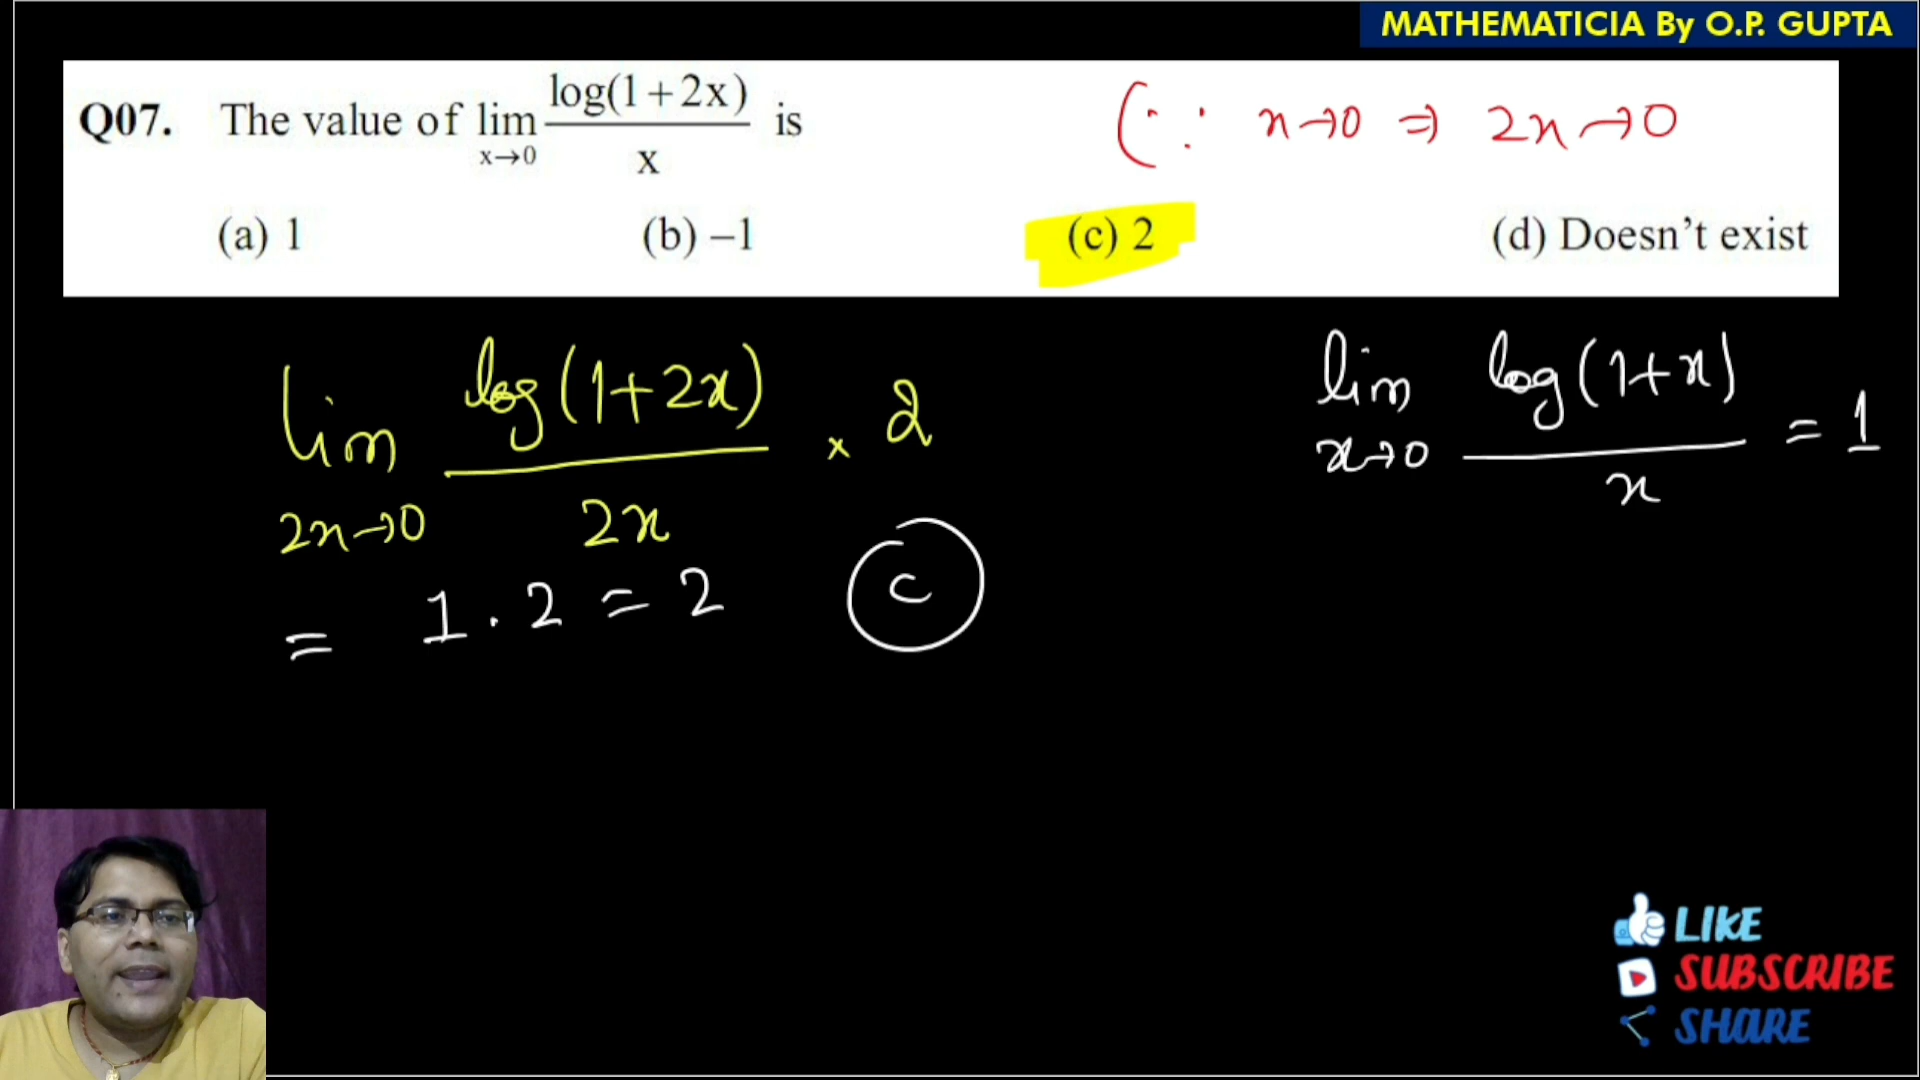 MATHEMATICIA By O.P. GUPTA
Q07. The value of lim x→0 log(1+2x)/x is
(∵ x→0 ⇒ 2x→0
(a) 1 (b) –1 (c) 2 (d) Doesn't exist
lim 2x→0 log(1+2x)/2x × 2
lim x→0 log(1+x)/x = 1
= 1 . 2 = 2 C
LIKE
SUBSCRIBE
SHARE